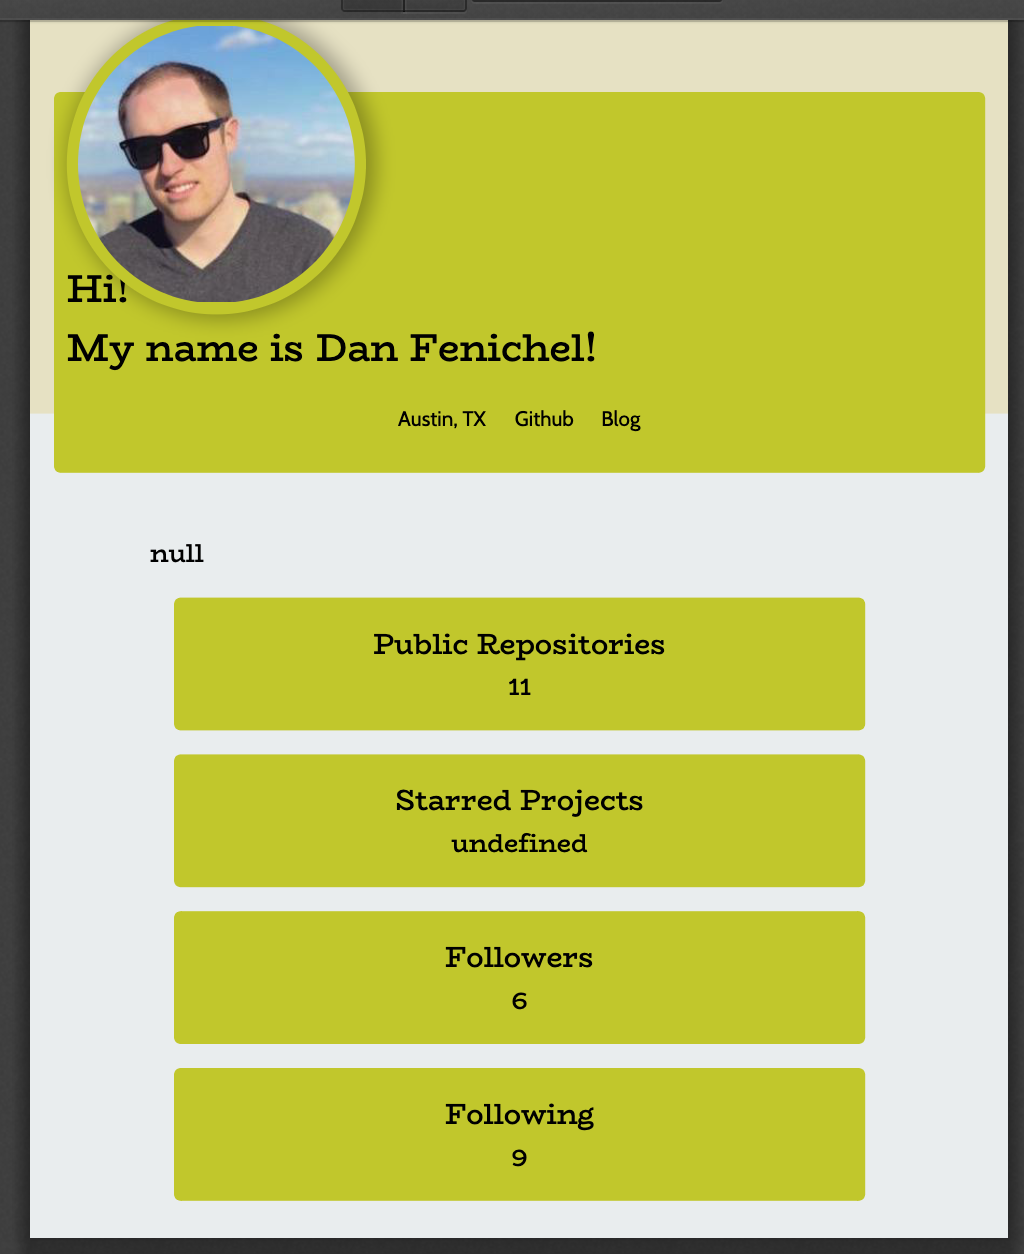 Hi!
My name is Dan Fenichel!
Austin, TX Github Blog
null
Public Repositories
11
Starred Projects
undefined
Followers
6
Following
9